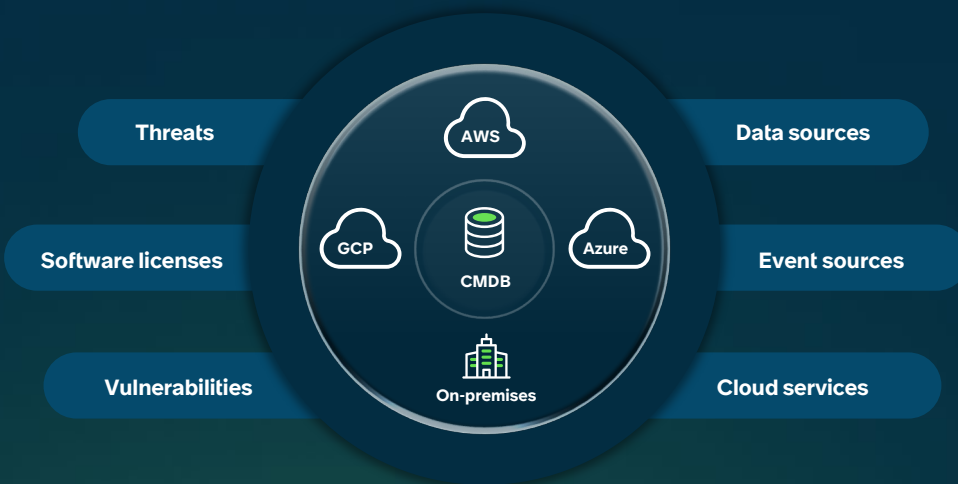 Threats
AWS
Data sources
Software licenses
GCP
CMDB
Azure
Event sources
Vulnerabilities
On-premises
Cloud services